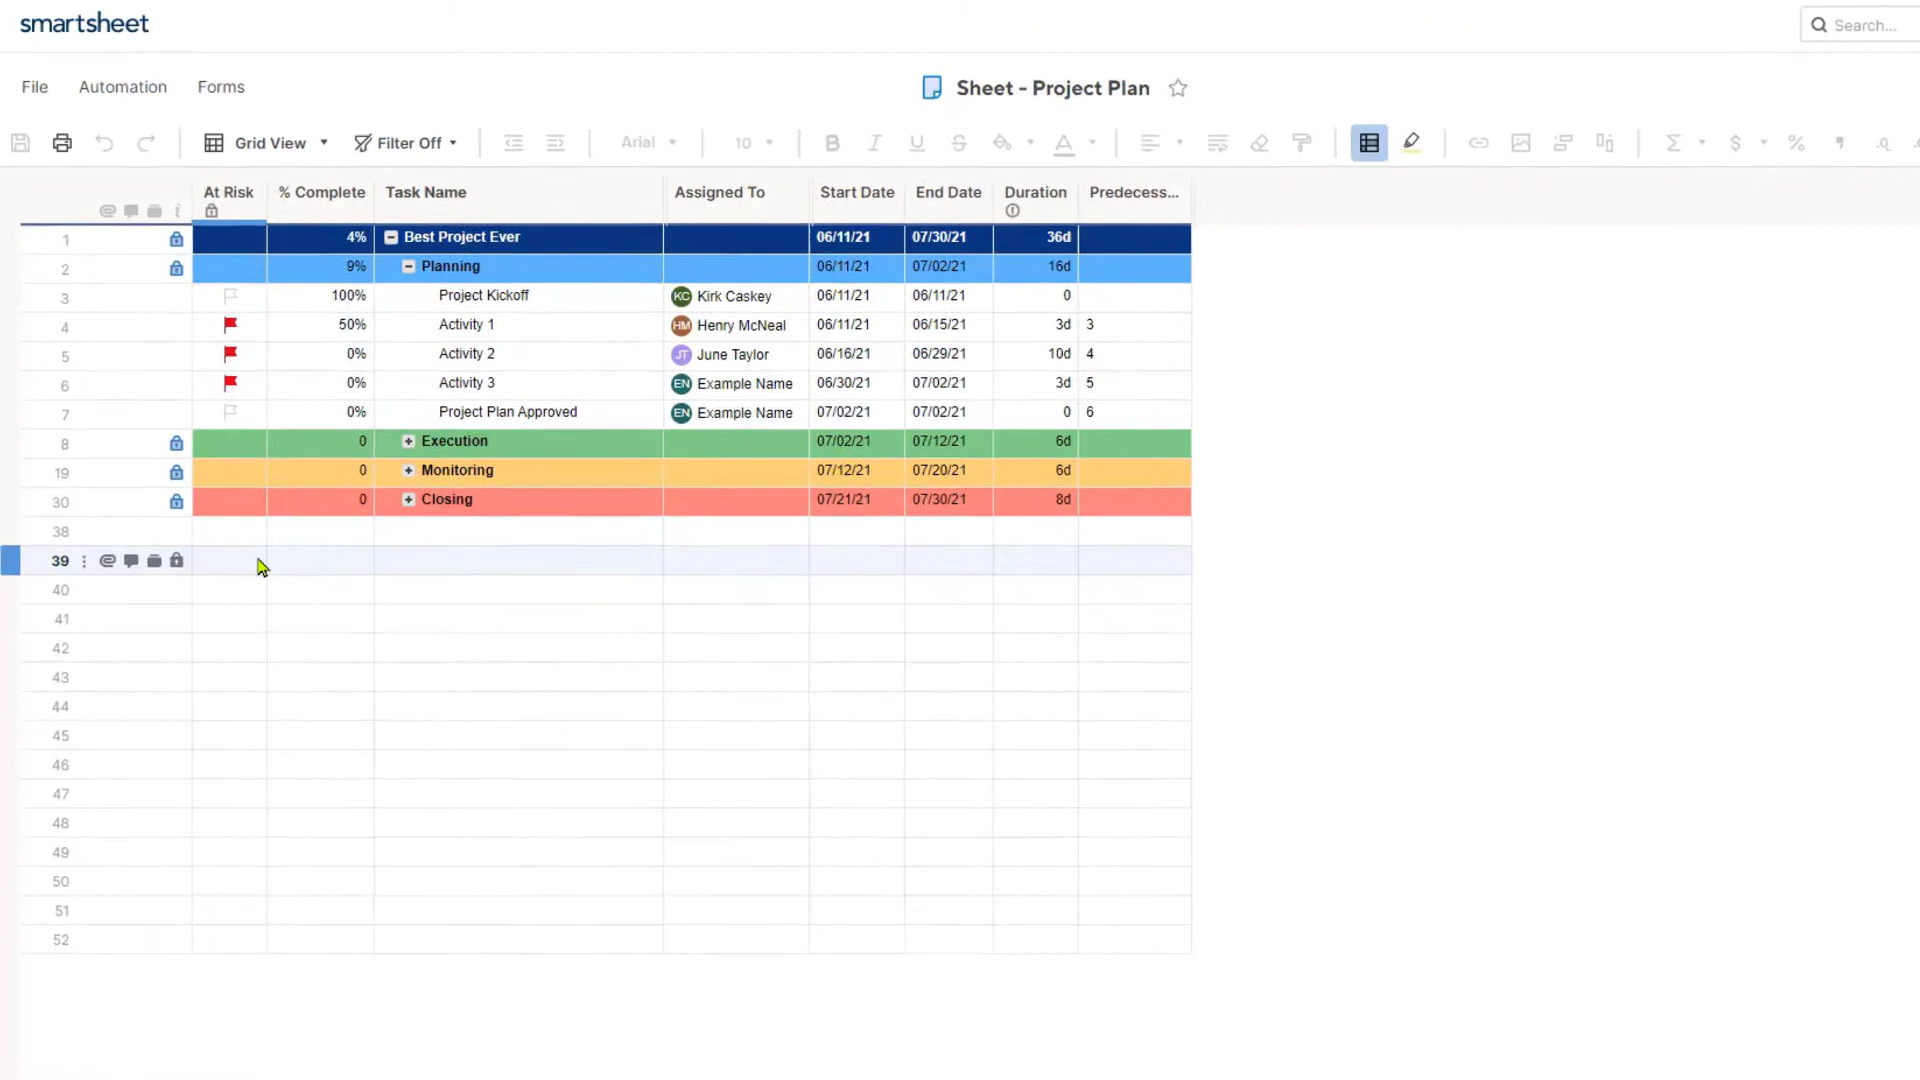 smartsheet
Search...
File Automation Forms
Sheet - Project Plan
Grid View Filter Off Arial 10 B I U S A Σ $ % .0
At Risk % Complete Task Name Assigned To Start Date End Date Duration Predecess...
1 4% Best Project Ever 06/11/21 07/30/21 36d
2 9% Planning 06/11/21 07/02/21 16d
3 100% Project Kickoff KC Kirk Caskey 06/11/21 06/11/21 0
4 50% Activity 1 HM Henry McNeal 06/11/21 06/15/21 3d 3
5 0% Activity 2 JT June Taylor 06/16/21 06/29/21 10d 4
6 0% Activity 3 EN Example Name 06/30/21 07/02/21 3d 5
7 0% Project Plan Approved EN Example Name 07/02/21 07/02/21 0 6
8 0 Execution 07/02/21 07/12/21 6d
19 0 Monitoring 07/12/21 07/20/21 6d
30 0 Closing 07/21/21 07/30/21 8d
38
39
40
41
42
43
44
45
46
47
48
49
50
51
52